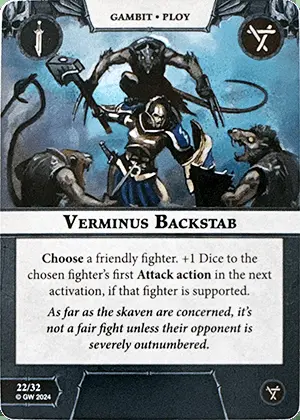 GAMBIT • PLOY
VERMINUS BACKSTAB
Choose a friendly fighter. +1 Dice to the
chosen fighter's first Attack action in the next
activation, if that fighter is supported.
As far as the skaven are concerned, it's
not a fair fight unless their opponent is
severely outnumbered.
22/32
© GW 2024